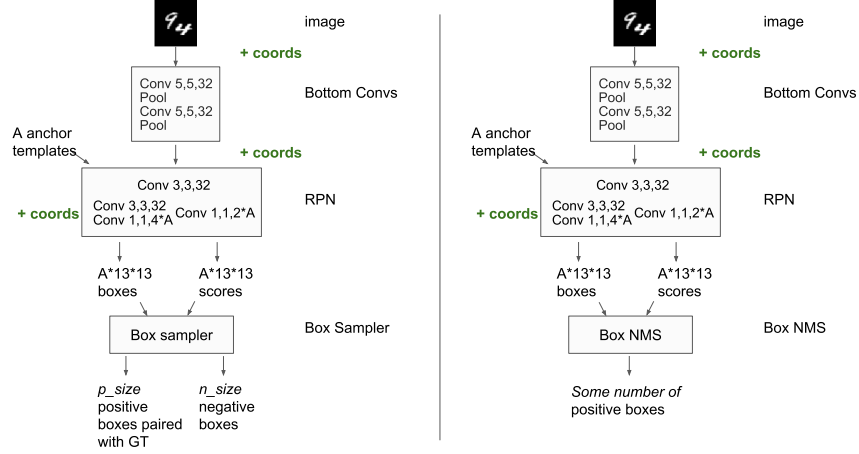 94
image
+ coords
Conv 5,5,32
Pool
Conv 5,5,32
Pool
Bottom Convs
A anchor
templates
+ coords
Conv 3,3,32
Conv 3,3,32
Conv 1,1,4*A
Conv 1,1,2*A
RPN
+ coords
A*13*13
boxes
A*13*13
scores
Box sampler
Box Sampler
p_size
positive
boxes paired
with GT
n_size
negative
boxes
94
image
+ coords
Conv 5,5,32
Pool
Conv 5,5,32
Pool
Bottom Convs
A anchor
templates
+ coords
Conv 3,3,32
Conv 3,3,32
Conv 1,1,4*A
Conv 1,1,2*A
RPN
+ coords
A*13*13
boxes
A*13*13
scores
Box NMS
Box NMS
Some number of
positive boxes